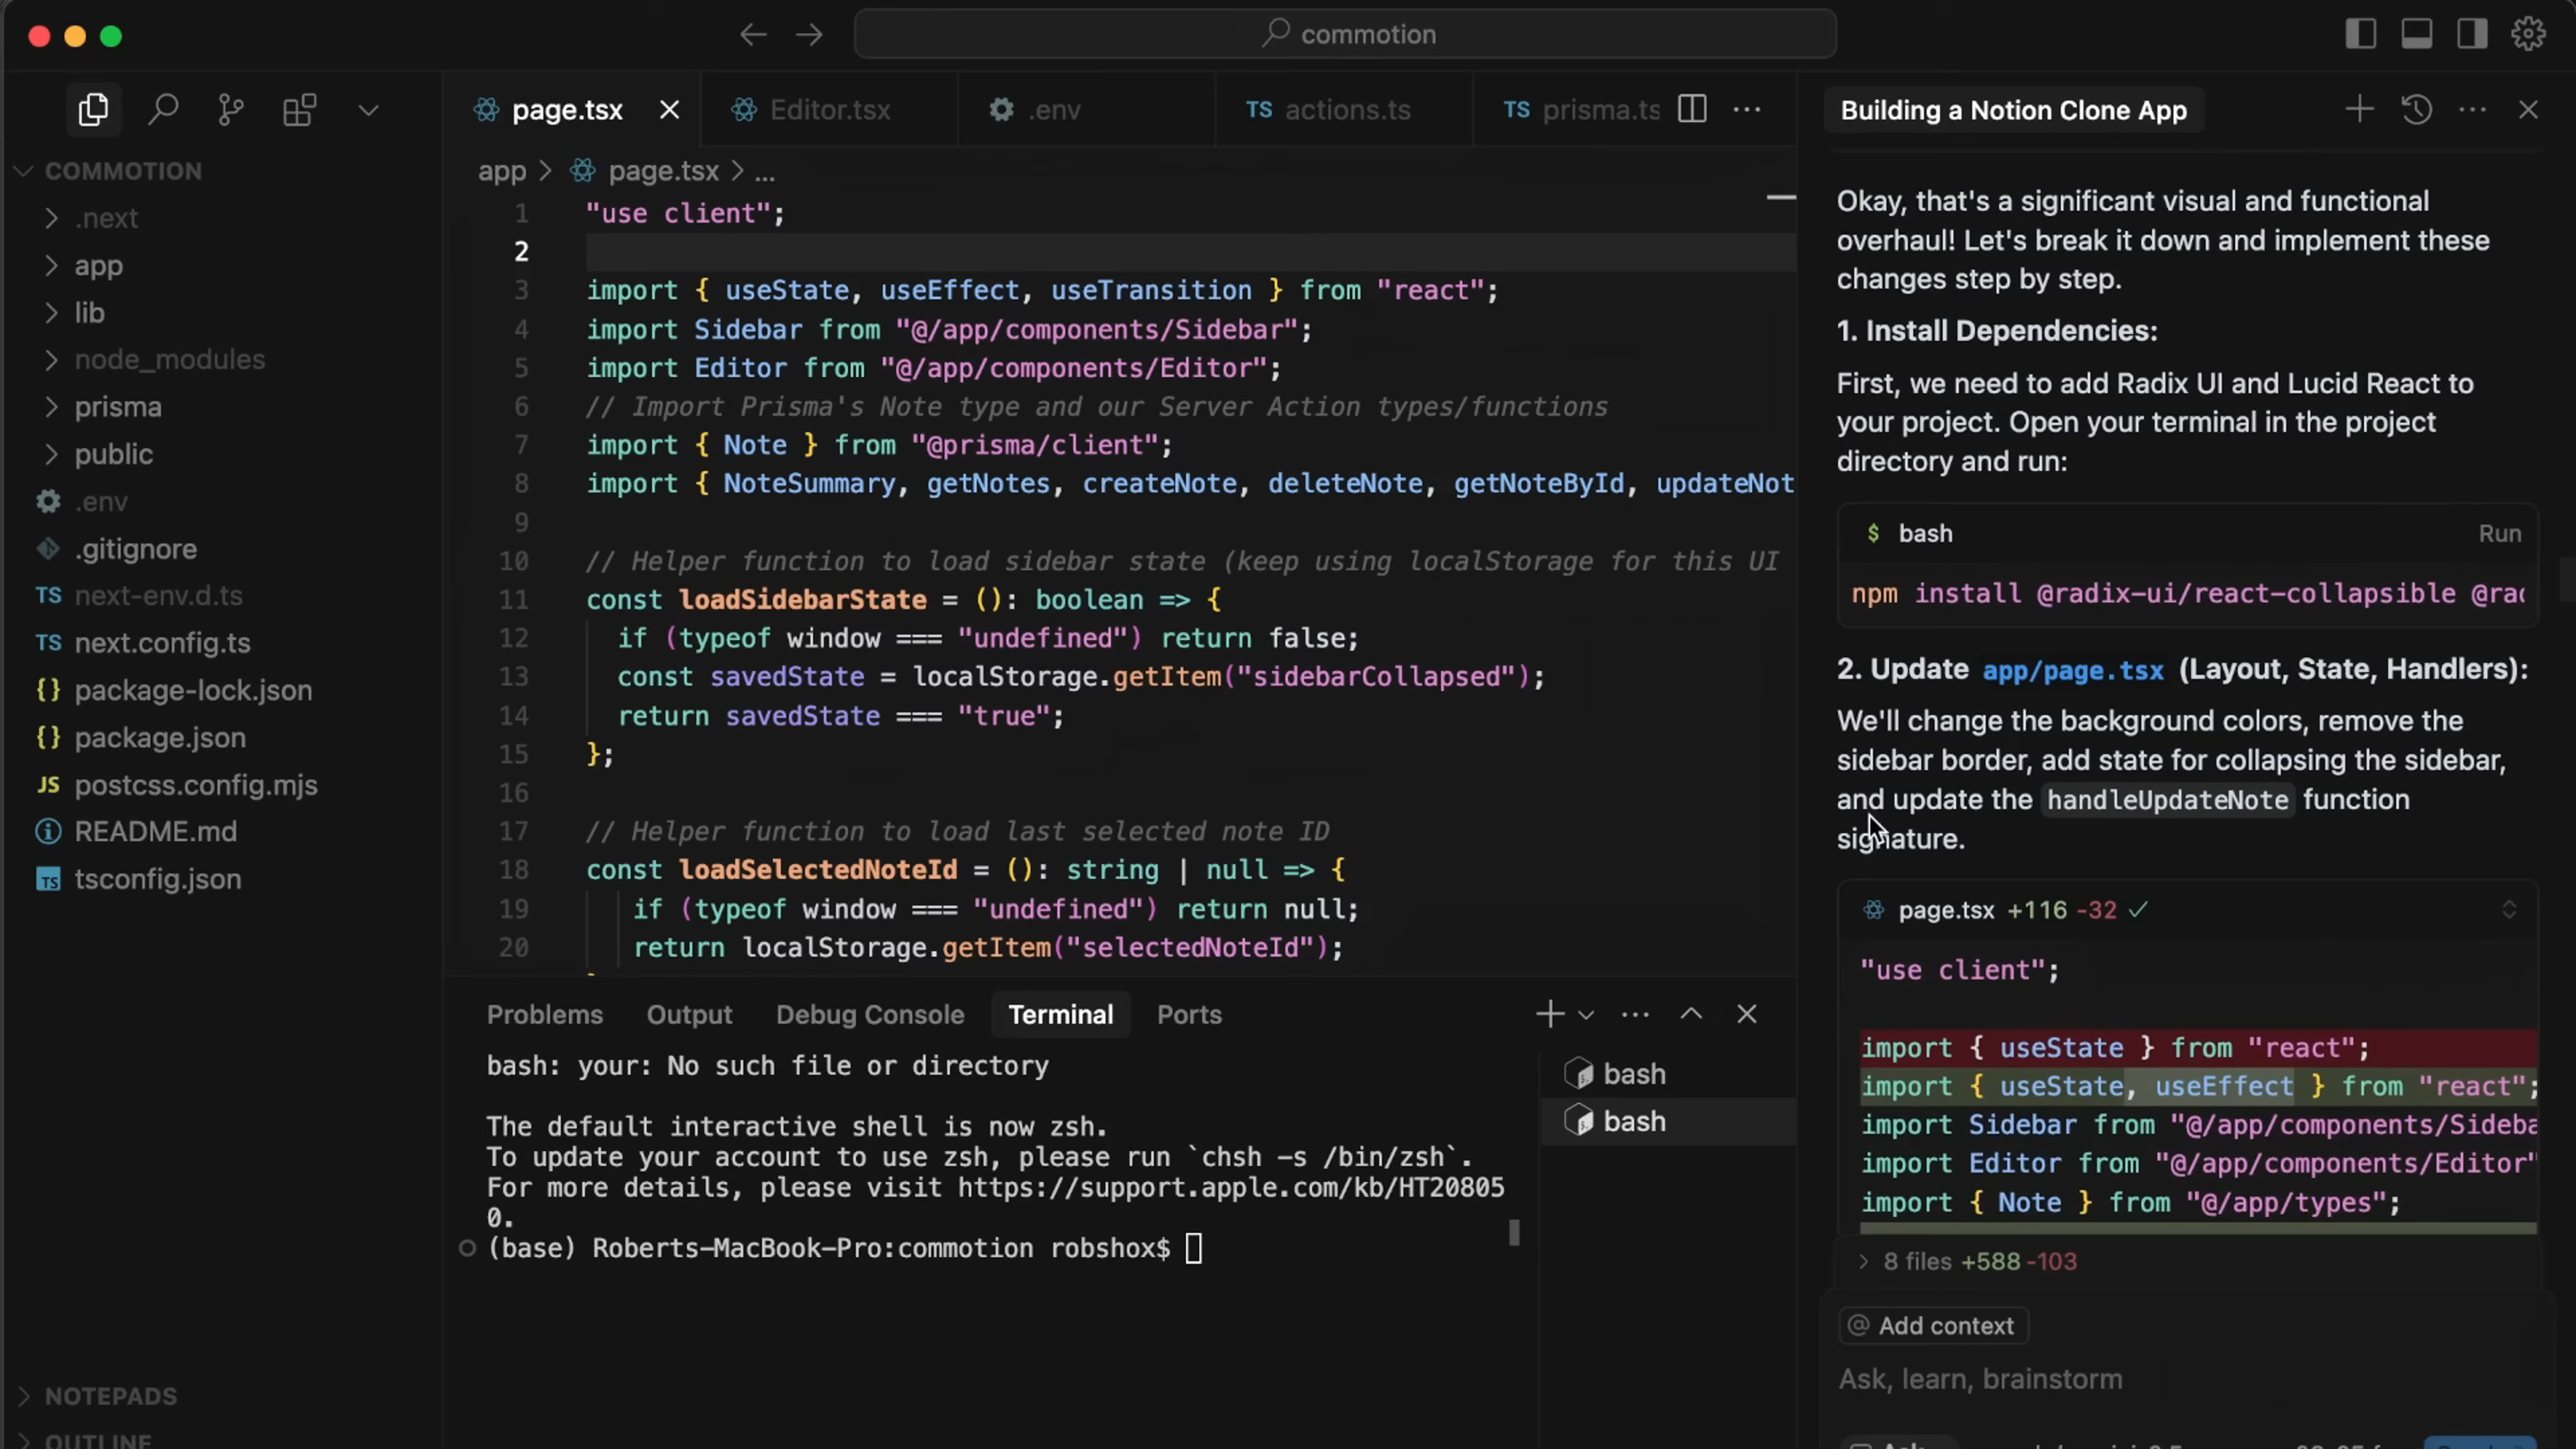 commotion
page.tsx
Editor.tsx
.env
TS actions.ts
TS prisma.ts
Building a Notion Clone App
COMMOTION
.next
app
lib
node_modules
prisma
public
.env
.gitignore
TS next-env.d.ts
TS next.config.ts
{} package-lock.json
{} package.json
JS postcss.config.mjs
README.md
TS tsconfig.json
NOTEPADS
OUTLINE
app > page.tsx > ...
1 "use client";
2
3 import { useState, useEffect, useTransition } from "react";
4 import Sidebar from "@/app/components/Sidebar";
5 import Editor from "@/app/components/Editor";
6 // Import Prisma's Note type and our Server Action types/functions
7 import { Note } from "@prisma/client";
8 import { NoteSummary, getNotes, createNote, deleteNote, getNoteById, updateNot
9
10 // Helper function to load sidebar state (keep using localStorage for this UI
11 const loadSidebarState = (): boolean => {
12 if (typeof window === "undefined") return false;
13 const savedState = localStorage.getItem("sidebarCollapsed");
14 return savedState === "true";
15 };
16
17 // Helper function to load last selected note ID
18 const loadSelectedNoteId = (): string | null => {
19 if (typeof window === "undefined") return null;
20 return localStorage.getItem("selectedNoteId");
Problems Output Debug Console Terminal Ports
bash: your: No such file or directory
The default interactive shell is now zsh.
To update your account to use zsh, please run `chsh -s /bin/zsh`.
For more details, please visit https://support.apple.com/kb/HT20805
0.
(base) Roberts-MacBook-Pro:commotion robshox$
bash
bash
Okay, that's a significant visual and functional
overhaul! Let's break it down and implement these
changes step by step.
1. Install Dependencies:
First, we need to add Radix UI and Lucid React to
your project. Open your terminal in the project
directory and run:
$ bash Run
npm install @radix-ui/react-collapsible @rad
2. Update app/page.tsx (Layout, State, Handlers):
We'll change the background colors, remove the
sidebar border, add state for collapsing the sidebar,
and update the handleUpdateNote function
signature.
page.tsx +116 -32
"use client";
import { useState } from "react";
import { useState, useEffect } from "react";
import Sidebar from "@/app/components/Sideba
import Editor from "@/app/components/Editor"
import { Note } from "@/app/types";
8 files +588 -103
@ Add context
Ask, learn, brainstorm